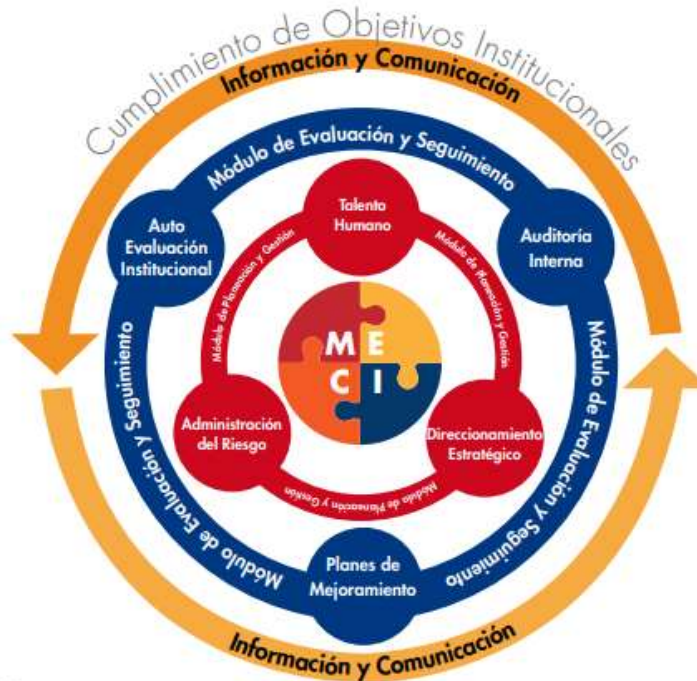 Cumplimiento de Objetivos Institucionales
Información y Comunicación
Módulo de Evaluación y Seguimiento
Auto
Evaluación
Institucional
Talento
Humano
Auditoría
Interna
Módulo de Planeación y Gestión
Módulo de Planeación y Gestión
M E
C I
Módulo de Evaluación y Seguimiento
Módulo de Evaluación y Seguimiento
Administración
del Riesgo
Direccionamiento
Estratégico
Módulo de Planeación y Gestión
Planes de
Mejoramiento
Información y Comunicación